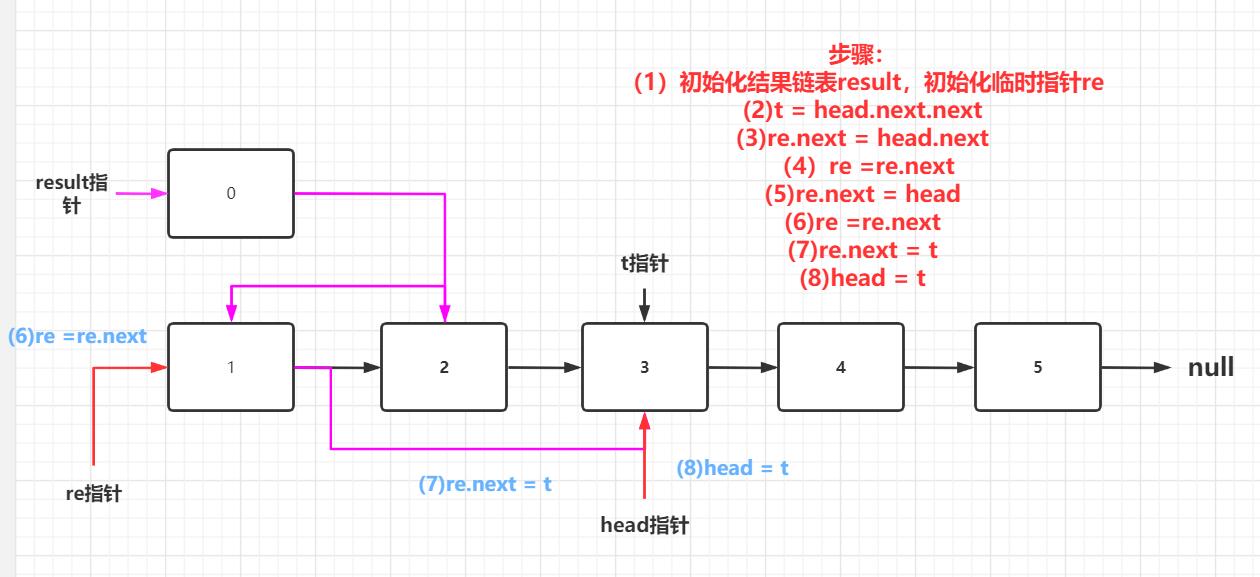 步骤：
（1）初始化结果链表result，初始化临时指针re
(2)t = head.next.next
(3)re.next = head.next
（4）re =re.next
(5)re.next = head
(6)re =re.next
(7)re.next = t
(8)head = t
result指
针
0
t指针
(6)re =re.next
1
2
3
4
5
null
re指针
(7)re.next = t
(8)head = t
head指针